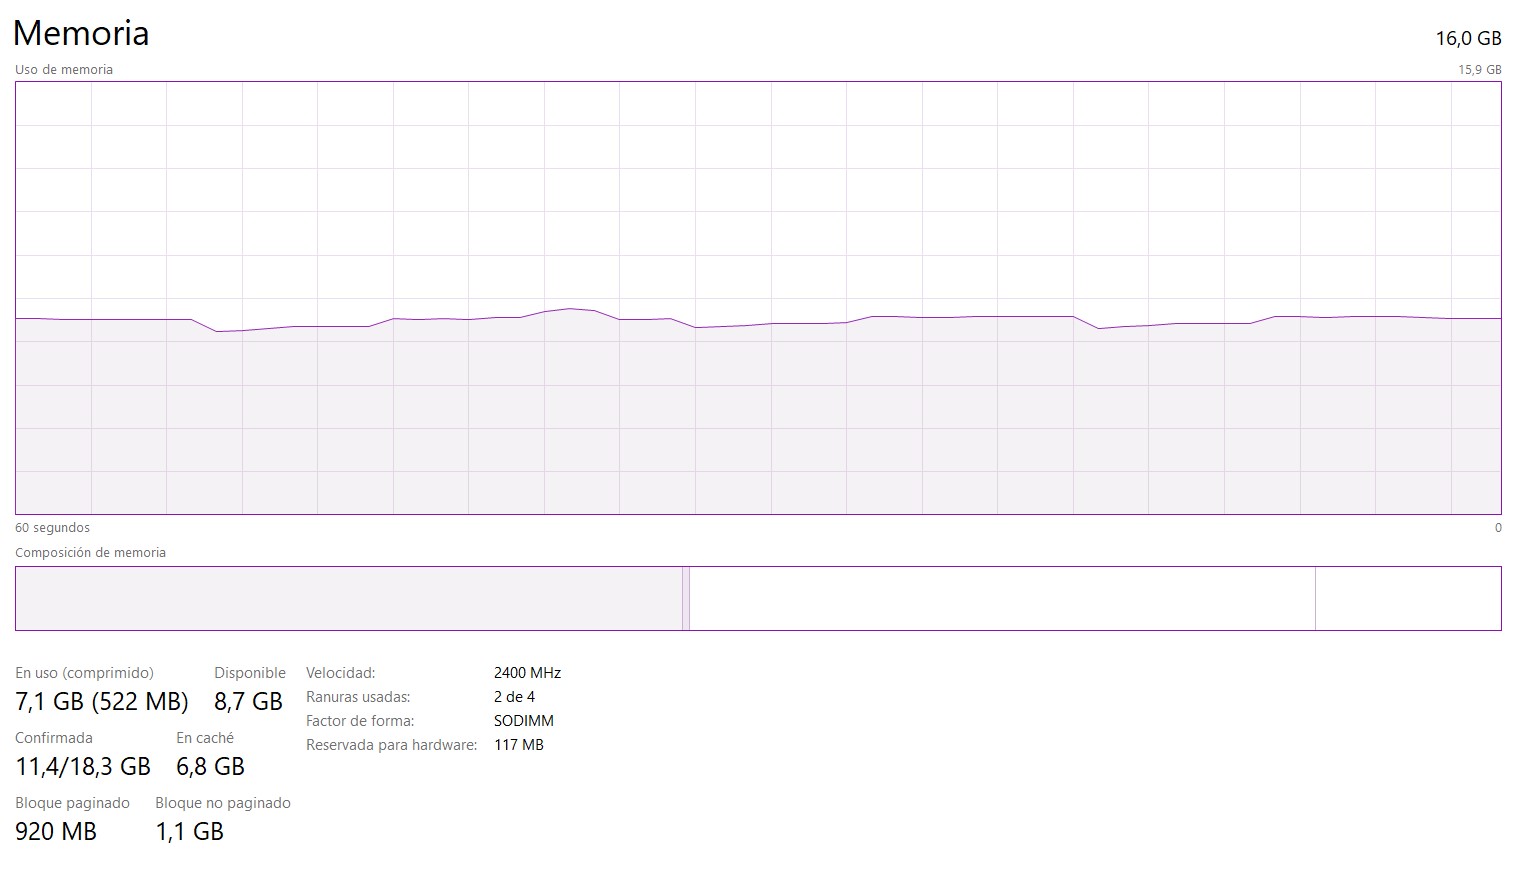 Memoria
16,0 GB
Uso de memoria
15,9 GB
60 segundos
0
Composición de memoria
En uso (comprimido)
Disponible
7,1 GB (522 MB)
8,7 GB
Confirmada
En caché
11,4/18,3 GB
6,8 GB
Bloque paginado
Bloque no paginado
920 MB
1,1 GB
Velocidad:
2400 MHz
Ranuras usadas:
2 de 4
Factor de forma:
SODIMM
Reservada para hardware:
117 MB